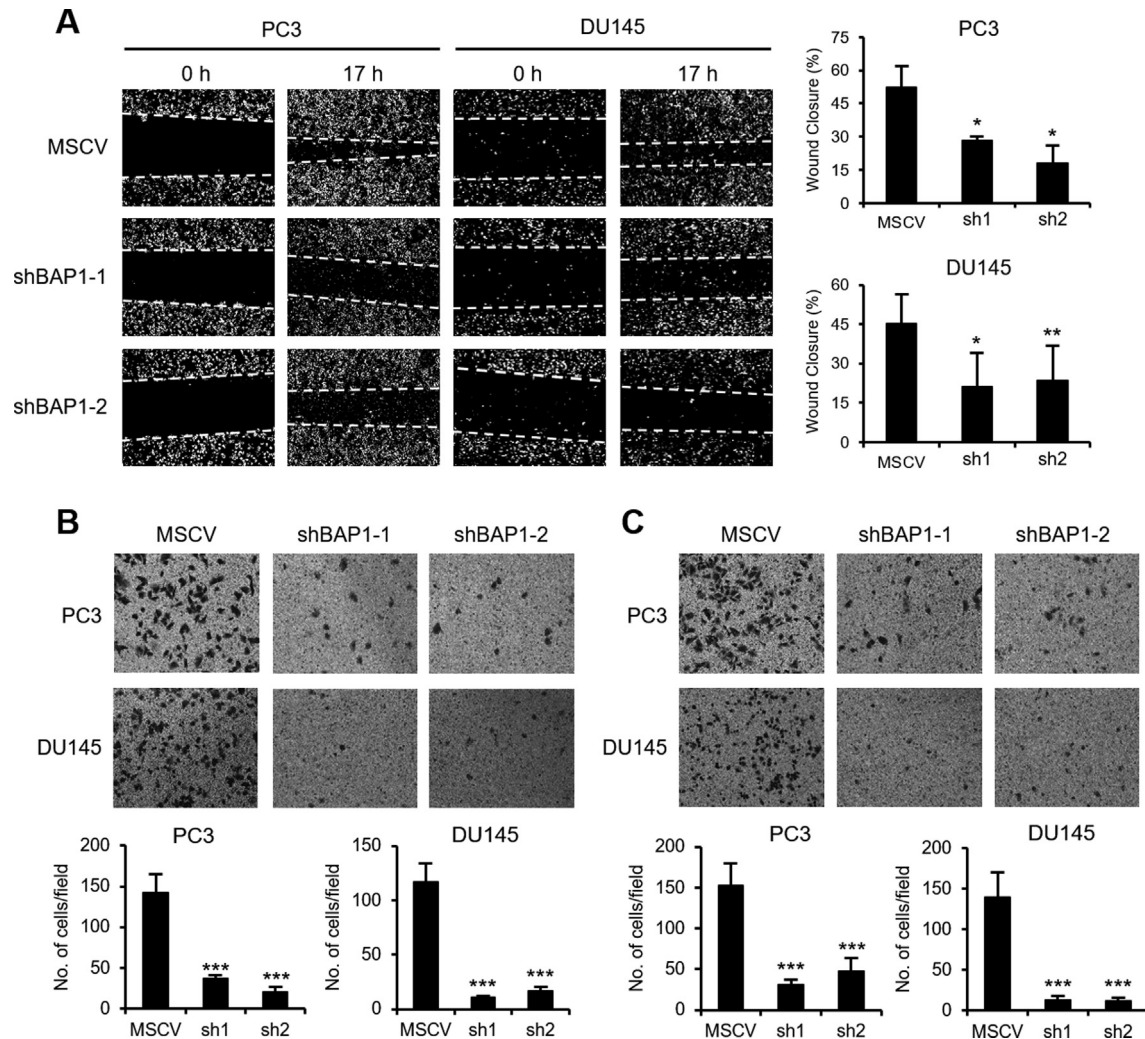 A
PC3
DU145
0 h
17 h
0 h
17 h
MSCV
shBAP1-1
shBAP1-2
PC3
Wound Closure (%)
75
60
45
30
15
0
*
*
MSCV
sh1
sh2
DU145
Wound Closure (%)
60
45
30
15
0
*
**
MSCV
sh1
sh2
B
MSCV
shBAP1-1
shBAP1-2
PC3
DU145
PC3
No. of cells/field
200
150
100
50
0
***
***
MSCV
sh1
sh2
DU145
No. of cells/field
150
100
50
0
***
***
MSCV
sh1
sh2
C
MSCV
shBAP1-1
shBAP1-2
PC3
DU145
PC3
No. of cells/field
200
150
100
50
0
***
***
MSCV
sh1
sh2
DU145
No. of cells/field
200
150
100
50
0
***
***
MSCV
sh1
sh2